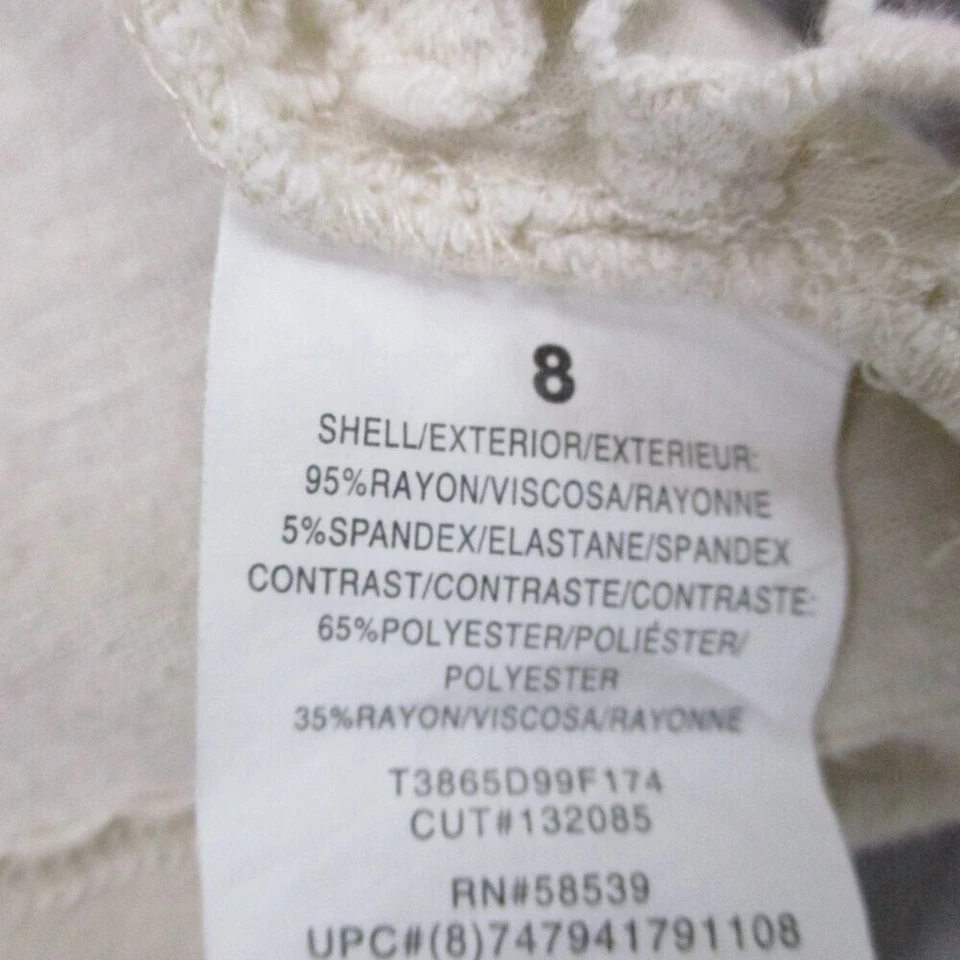 8
SHELL/EXTERIOR/EXTERIEUR:
95%RAYON/VISCOSA/RAYONNE
5%SPANDEX/ELASTANE/SPANDEX
CONTRAST/CONTRASTE/CONTRASTE:
65%POLYESTER/POLIÉSTER/
POLYESTER
35%RAYON/VISCOSA/RAYONNE
T3865D99F174
CUT#132085
RN#58539
UPC#(8)747941791108